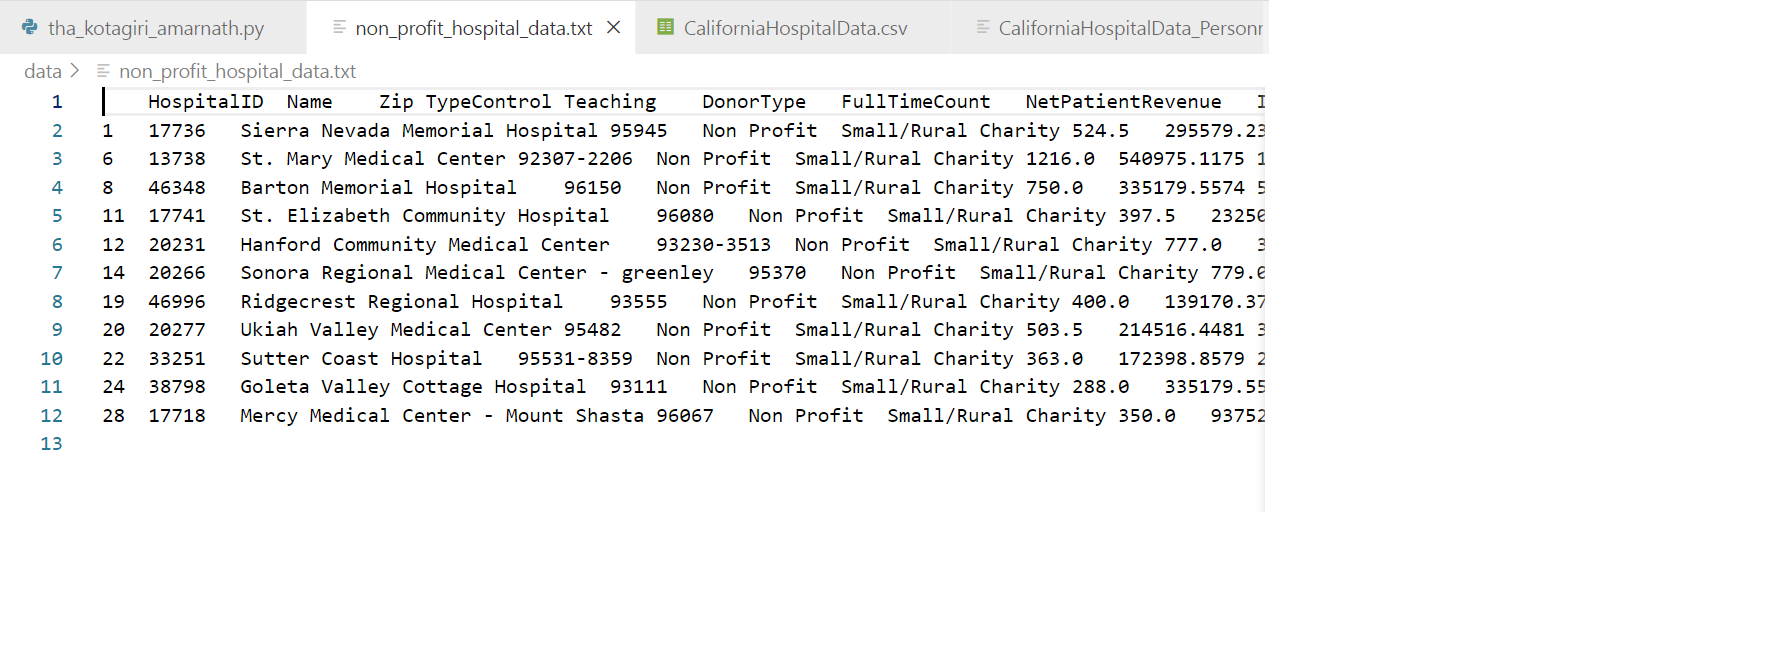 tha_kotagiri_amarnath.py non_profit_hospital_data.txt CaliforniaHospitalData.csv CaliforniaHospitalData_Personr
data > non_profit_hospital_data.txt
1 HospitalID Name Zip TypeControl Teaching DonorType FullTimeCount NetPatientRevenue I
2 1 17736 Sierra Nevada Memorial Hospital 95945 Non Profit Small/Rural Charity 524.5 295579.23
3 6 13738 St. Mary Medical Center 92307-2206 Non Profit Small/Rural Charity 1216.0 540975.1175 1
4 8 46348 Barton Memorial Hospital 96150 Non Profit Small/Rural Charity 750.0 335179.5574 5
5 11 17741 St. Elizabeth Community Hospital 96080 Non Profit Small/Rural Charity 397.5 23250
6 12 20231 Hanford Community Medical Center 93230-3513 Non Profit Small/Rural Charity 777.0 3
7 14 20266 Sonora Regional Medical Center - greenley 95370 Non Profit Small/Rural Charity 779.0
8 19 46996 Ridgecrest Regional Hospital 93555 Non Profit Small/Rural Charity 400.0 139170.37
9 20 20277 Ukiah Valley Medical Center 95482 Non Profit Small/Rural Charity 503.5 214516.4481 3
10 22 33251 Sutter Coast Hospital 95531-8359 Non Profit Small/Rural Charity 363.0 172398.8579 2
11 24 38798 Goleta Valley Cottage Hospital 93111 Non Profit Small/Rural Charity 288.0 335179.55
12 28 17718 Mercy Medical Center - Mount Shasta 96067 Non Profit Small/Rural Charity 350.0 93752
13